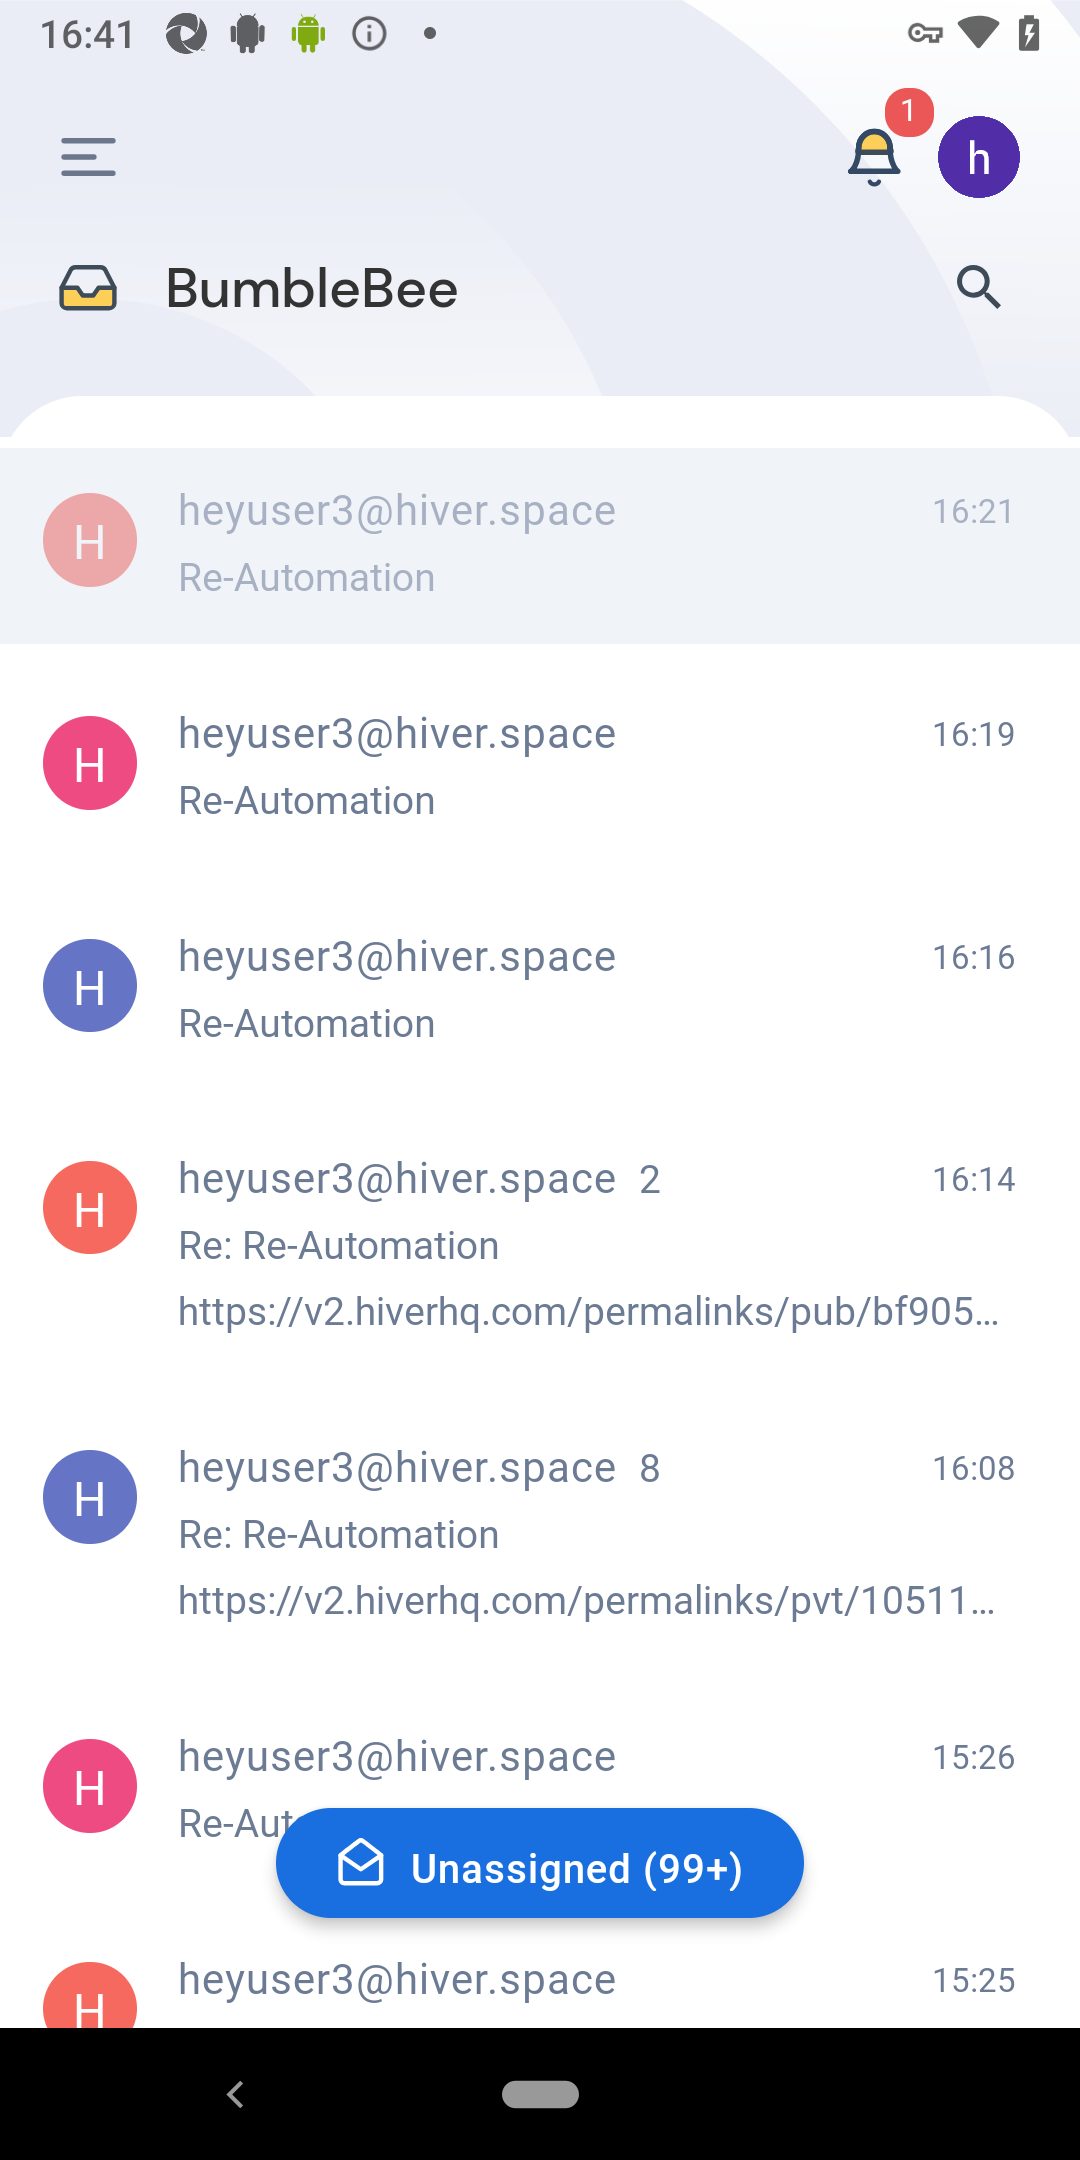 16:41
1
h
BumbleBee
H
heyuser3@hiver.space
16:21
Re-Automation
H
heyuser3@hiver.space
16:19
Re-Automation
H
heyuser3@hiver.space
16:16
Re-Automation
H
heyuser3@hiver.space 2
16:14
Re: Re-Automation
https://v2.hiverhq.com/permalinks/pub/bf905…
H
heyuser3@hiver.space 8
16:08
Re: Re-Automation
https://v2.hiverhq.com/permalinks/pvt/10511…
H
heyuser3@hiver.space
15:26
Re-Aut
Unassigned (99+)
H
heyuser3@hiver.space
15:25